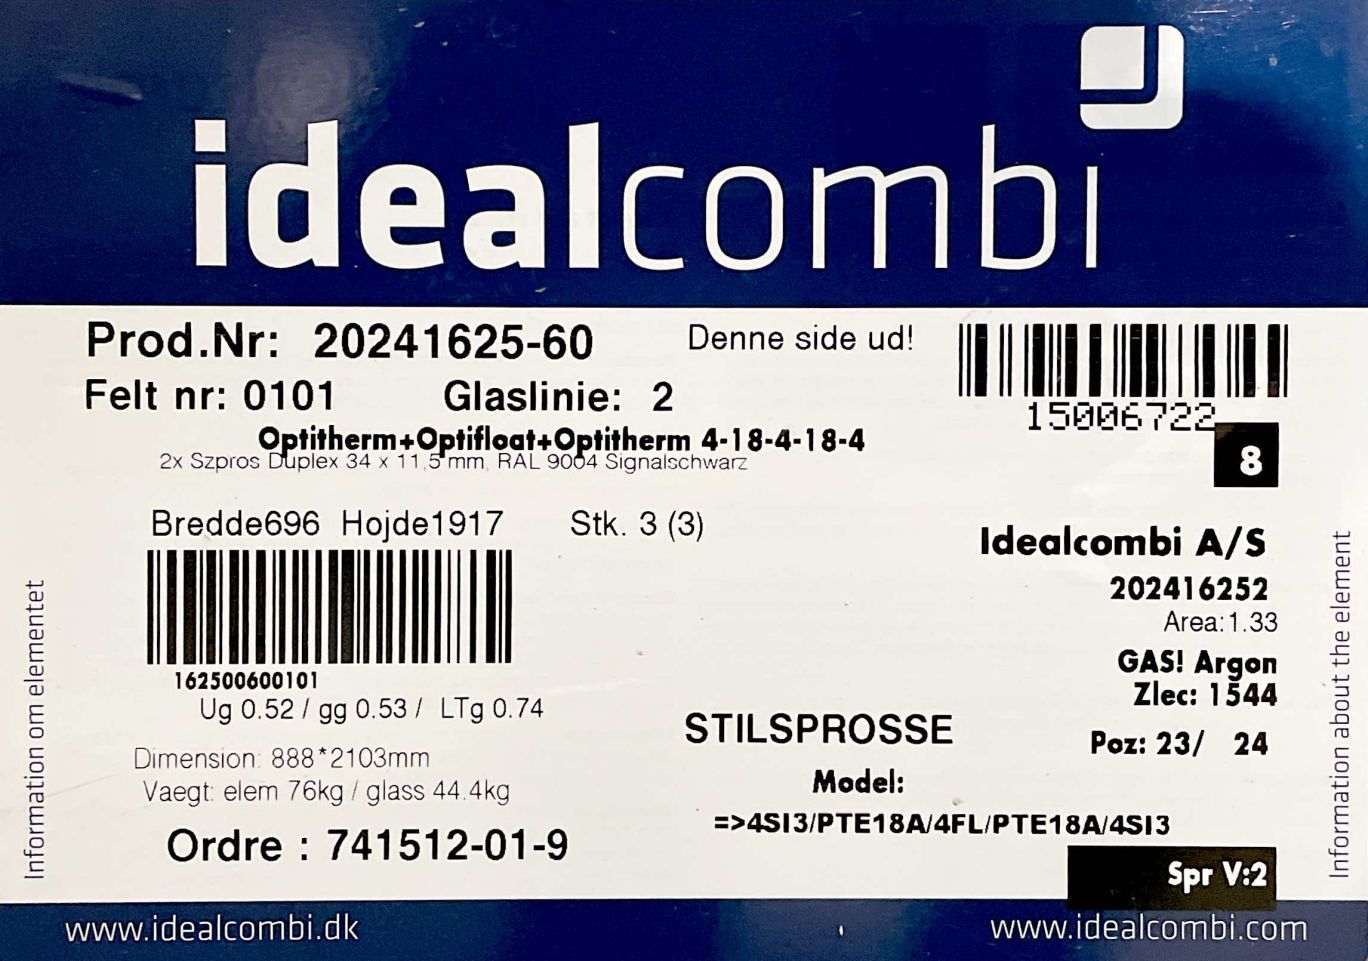 idealcombi
Prod.Nr: 20241625-60
Denne side ud!
Felt nr: 0101 Glaslinie: 2
15006722
Optitherm+Optifloat+Optitherm 4-18-4-18-4
2x Szpros Duplex 34 x 11,5 mm, RAL 9004 Signalschwarz
8
Bredde696 Hojde1917 Stk. 3 (3)
162500600101
Ug 0.52 / gg 0.53 / LTg 0.74
Dimension: 888*2103mm
Vaegt: elem 76kg / glass 44.4kg
Ordre : 741512-01-9
Idealcombi A/S
202416252
Area:1.33
GAS! Argon
Zlec: 1544
Poz: 23/ 24
STILSPROSSE
Model:
=>4SI3/PTE18A/4FL/PTE18A/4SI3
Spr V:2
Information om elementet
Information about the element
www.idealcombi.dk
www.idealcombi.com